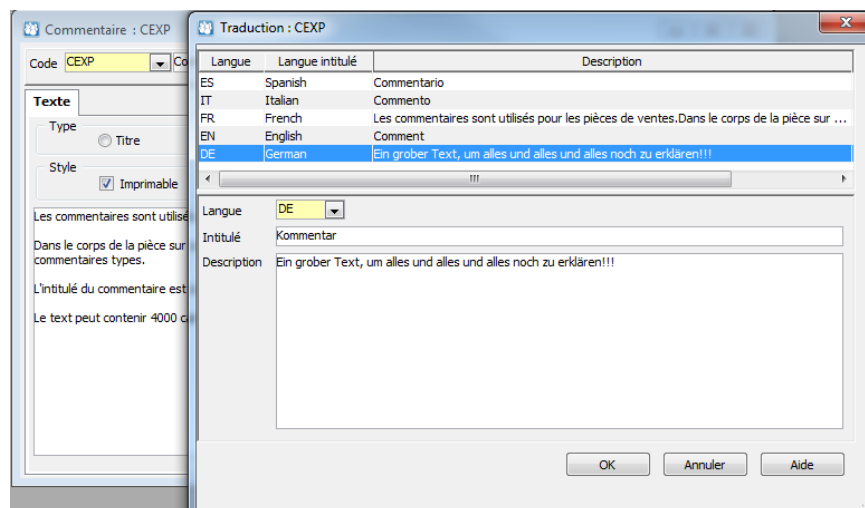 Commentaire : CEXP
Code CEXP Co
Texte
Type
Titre
Style
Imprimable
Les commentaires sont utilisé
Dans le corps de la pièce sur
commentaires types.
L'intitulé du commentaire est
Le text peut contenir 4000 c
Traduction : CEXP
Langue Langue intitulé Description
ES Spanish Commentario
IT Italian Commento
FR French Les commentaires sont utilisés pour les pièces de ventes.Dans le corps de la pièce sur ...
EN English Comment
DE German Ein grober Text, um alles und alles und alles noch zu erklären!!!
Langue DE
Intitulé Kommentar
Description Ein grober Text, um alles und alles und alles noch zu erklären!!!
OK Annuler Aide